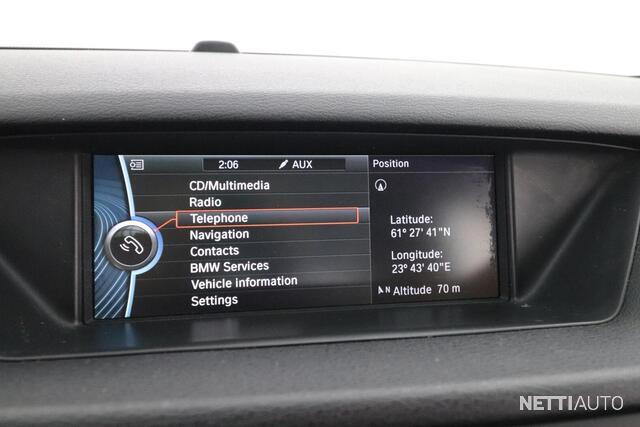 2:06 AUX
CD/Multimedia
Radio
Telephone
Navigation
Contacts
BMW Services
Vehicle information
Settings
Position
Latitude:
61° 27' 41"N
Longitude:
23° 43' 40"E
N Altitude 70 m
NETTIAUTO